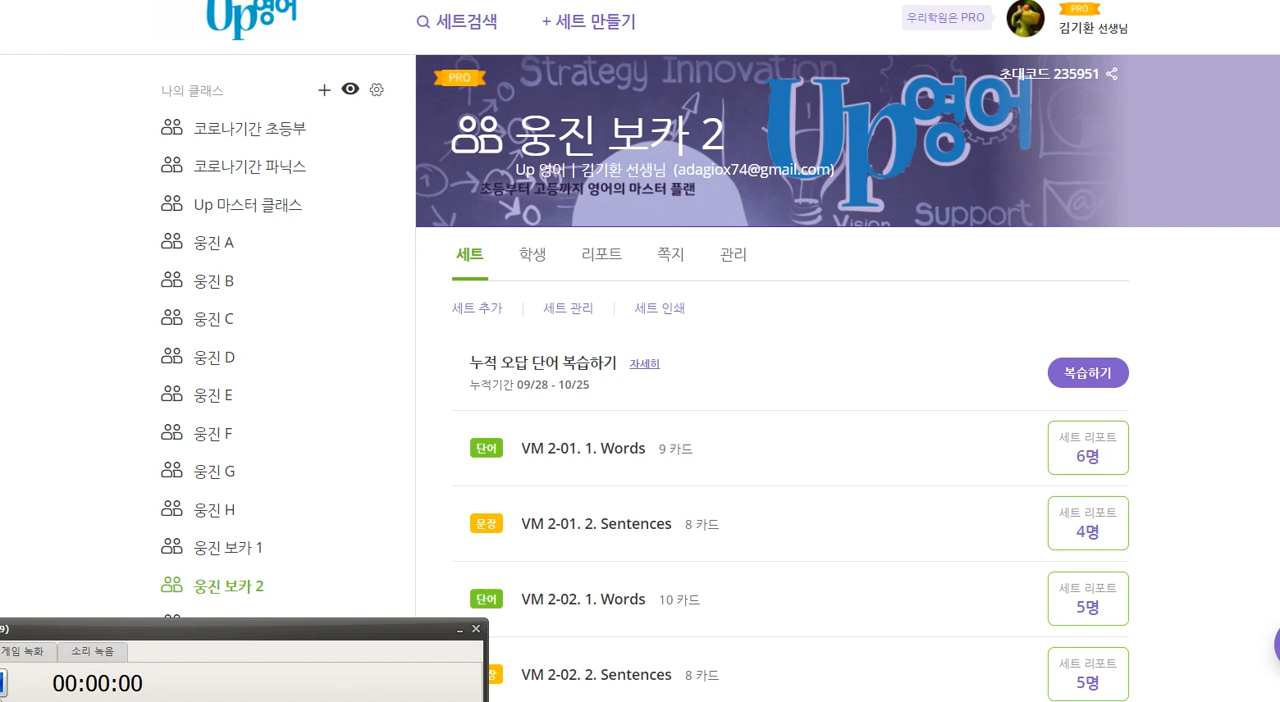 Up영어
세트검색
+ 세트 만들기
우리학원은 PRO
PRO
김기환 선생님
나의 클래스
코로나기간 초등부
코로나기간 파닉스
Up 마스터 클래스
웅진 A
웅진 B
웅진 C
웅진 D
웅진 E
웅진 F
웅진 G
웅진 H
웅진 보카 1
웅진 보카 2
PRO
Strategy Innovation
초대코드 235951
웅진 보카 2
Up영어
Up 영어 | 김기환 선생님 (adagiox74@gmail.com)
초등부터 고등까지 영어의 마스터 플랜
Vision
Support
세트
학생
리포트
쪽지
관리
세트 추가 | 세트 관리 | 세트 인쇄
누적 오답 단어 복습하기 자세히
누적기간 09/28 - 10/25
복습하기
단어 VM 2-01. 1. Words 9 카드
세트 리포트
6명
문장 VM 2-01. 2. Sentences 8 카드
세트 리포트
4명
단어 VM 2-02. 1. Words 10 카드
세트 리포트
5명
VM 2-02. 2. Sentences 8 카드
세트 리포트
5명
9)
게임 녹화
소리 녹음
00:00:00